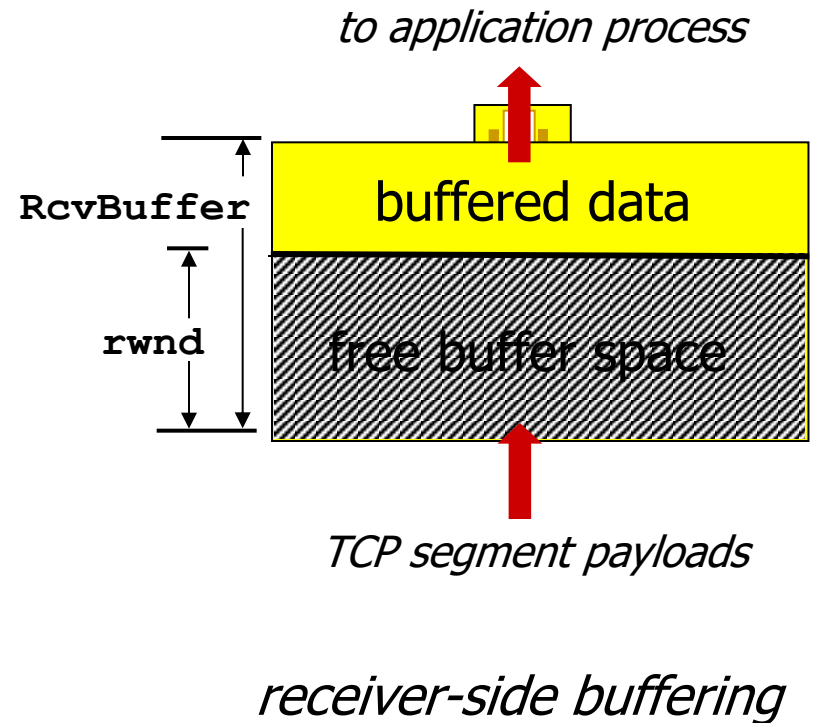 to application process
RcvBuffer
buffered data
rwnd
free buffer space
TCP segment payloads
receiver-side buffering